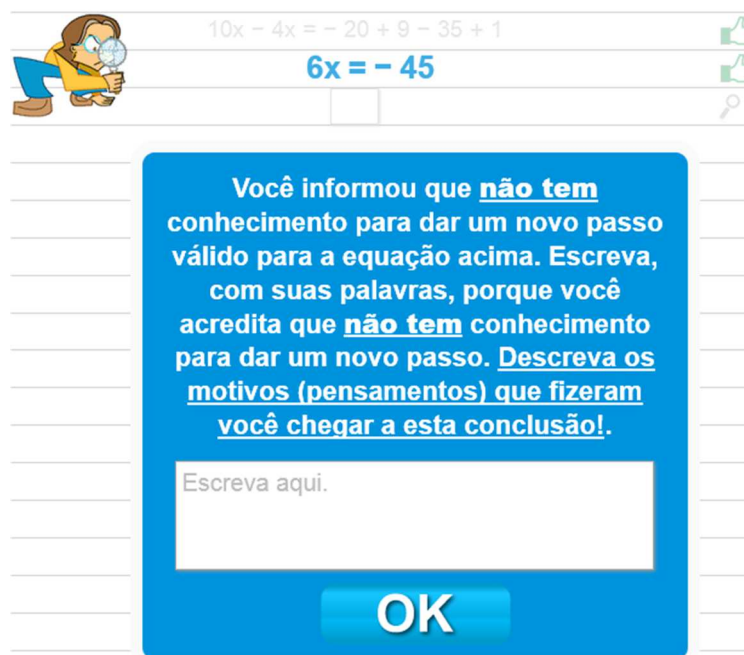 10x − 4x = − 20 + 9 − 35 + 1
6x = − 45
Você informou que não tem
conhecimento para dar um novo passo
válido para a equação acima. Escreva,
com suas palavras, porque você
acredita que não tem conhecimento
para dar um novo passo. Descreva os
motivos (pensamentos) que fizeram
você chegar a esta conclusão!.
Escreva aqui.
OK